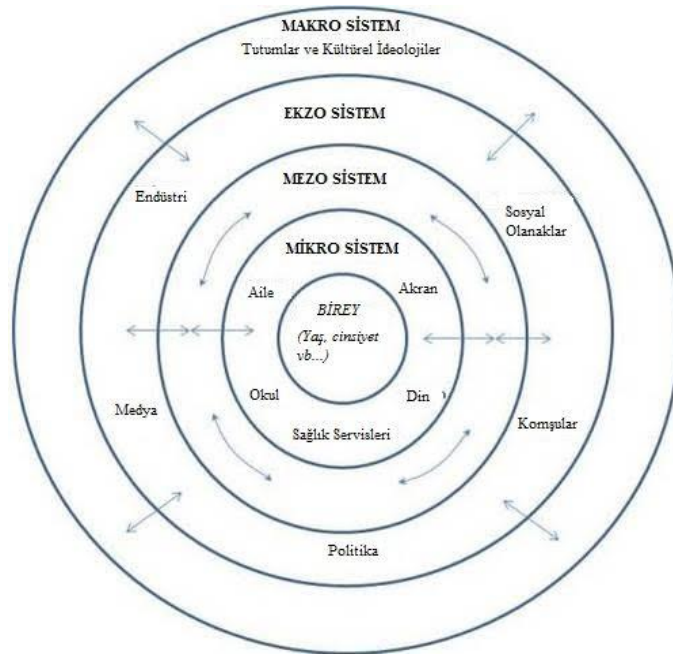 MAKRO SİSTEM
Tutumlar ve Kültürel İdeolojiler
EKZO SİSTEM
MEZO SİSTEM
Endüstri
Sosyal
Olanaklar
MİKRO SİSTEM
Aile
Akran
BİREY
(Yaş, cinsiyet
vb...)
Okul
Din
Medya
Komşular
Sağlık Servisleri
Politika